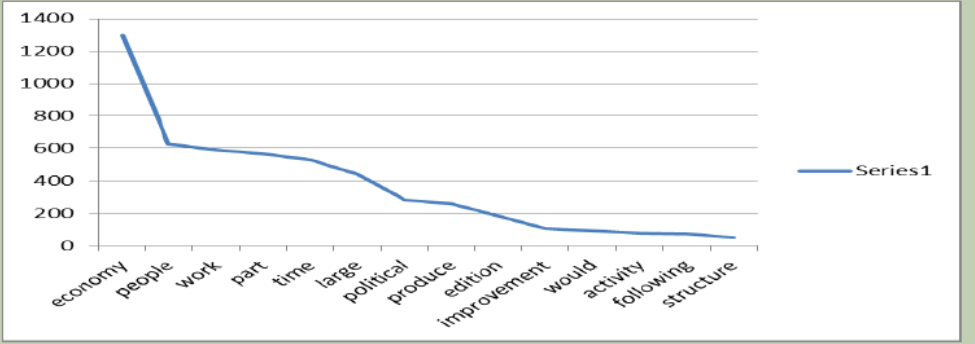 1400
1200
1000
800
600
400
200
0
economy
people
work
part
time
large
political
produce
edition
improvement
would
activity
following
structure
Series1